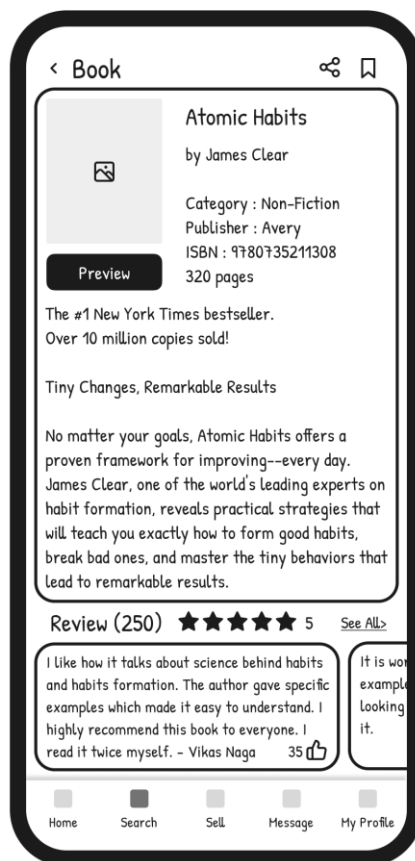 < Book
Atomic Habits
by James Clear
Category : Non-Fiction
Publisher : Avery
ISBN : 9780735211308
320 pages
Preview
The #1 New York Times bestseller.
Over 10 million copies sold!
Tiny Changes, Remarkable Results
No matter your goals, Atomic Habits offers a
proven framework for improving--every day.
James Clear, one of the world's leading experts on
habit formation, reveals practical strategies that
will teach you exactly how to form good habits,
break bad ones, and master the tiny behaviors that
lead to remarkable results.
Review (250) ★★★★★ 5 See All>
I like how it talks about science behind habits
and habits formation. The author gave specific
examples which made it easy to understand. I
highly recommend this book to everyone. I
read it twice myself. - Vikas Naga 35
It is
looking
it.
Home Search Sell Message My Profile